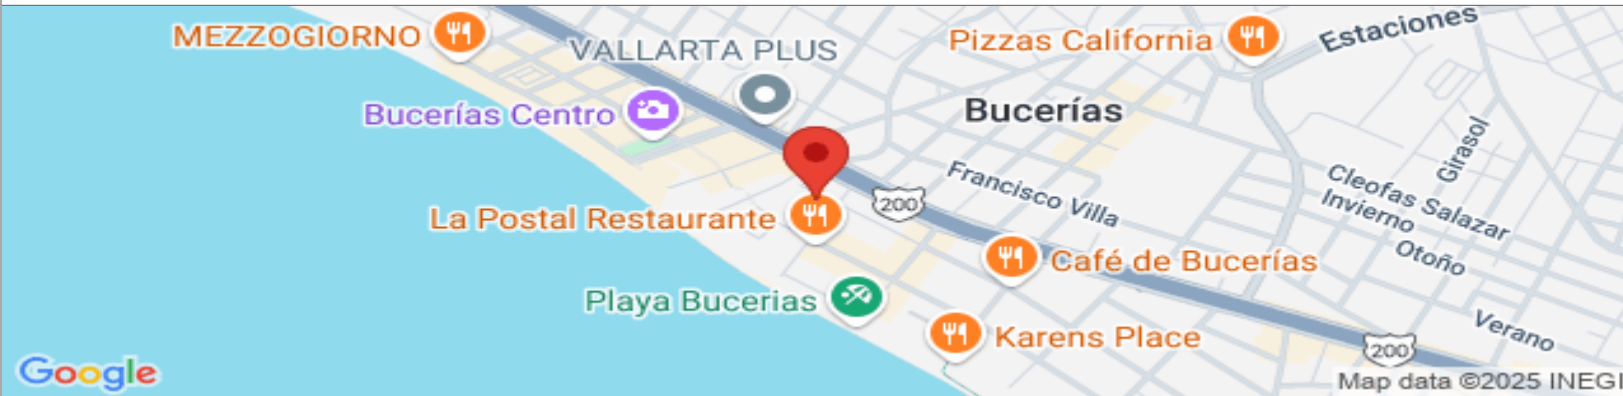 MEZZOGIORNO
VALLARTA PLUS
Pizzas California
Estaciones
Bucerías Centro
Bucerías
Girasol
Francisco Villa
Cleofas Salazar
Invierno
Otoño
200
La Postal Restaurante
Café de Bucerías
Playa Bucerias
Karens Place
Verano
200
Google
Map data ©2025 INEGI